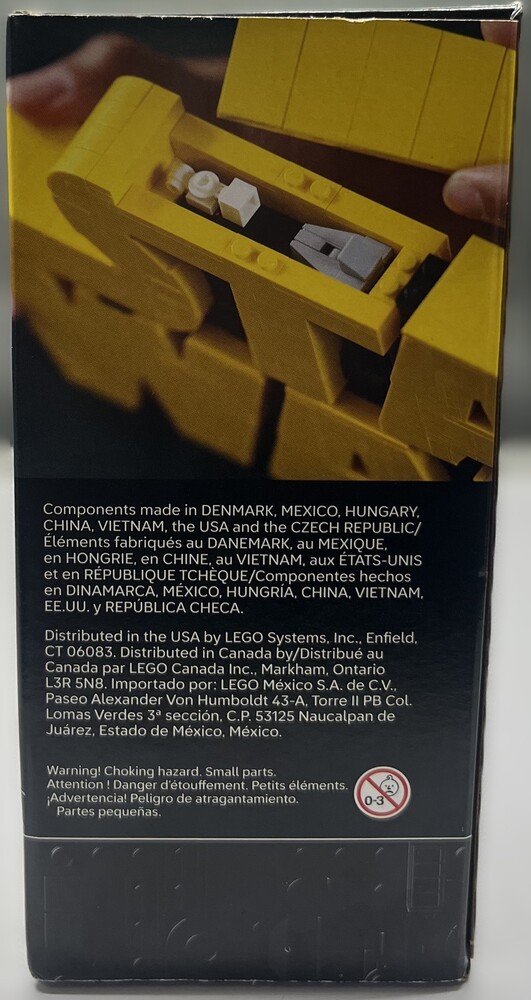 Components made in DENMARK, MEXICO, HUNGARY,
CHINA, VIETNAM, the USA and the CZECH REPUBLIC/
Éléments fabriqués au DANEMARK, au MEXIQUE,
en HONGRIE, en CHINE, au VIETNAM, aux ÉTATS-UNIS
et en RÉPUBLIQUE TCHÈQUE/Componentes hechos
en DINAMARCA, MÉXICO, HUNGRÍA, CHINA, VIETNAM,
EE.UU. y REPÚBLICA CHECA.
Distributed in the USA by LEGO Systems, Inc., Enfield,
CT 06083. Distributed in Canada by/Distribué au
Canada par LEGO Canada Inc., Markham, Ontario
L3R 5N8. Importado por: LEGO México S.A. de C.V.,
Paseo Alexander Von Humboldt 43-A, Torre II PB Col.
Lomas Verdes 3ª sección, C.P. 53125 Naucalpan de
Juárez, Estado de México, México.
Warning! Choking hazard. Small parts.
Attention ! Danger d'étouffement. Petits éléments.
¡Advertencia! Peligro de atragantamiento.
Partes pequeñas.
0-3